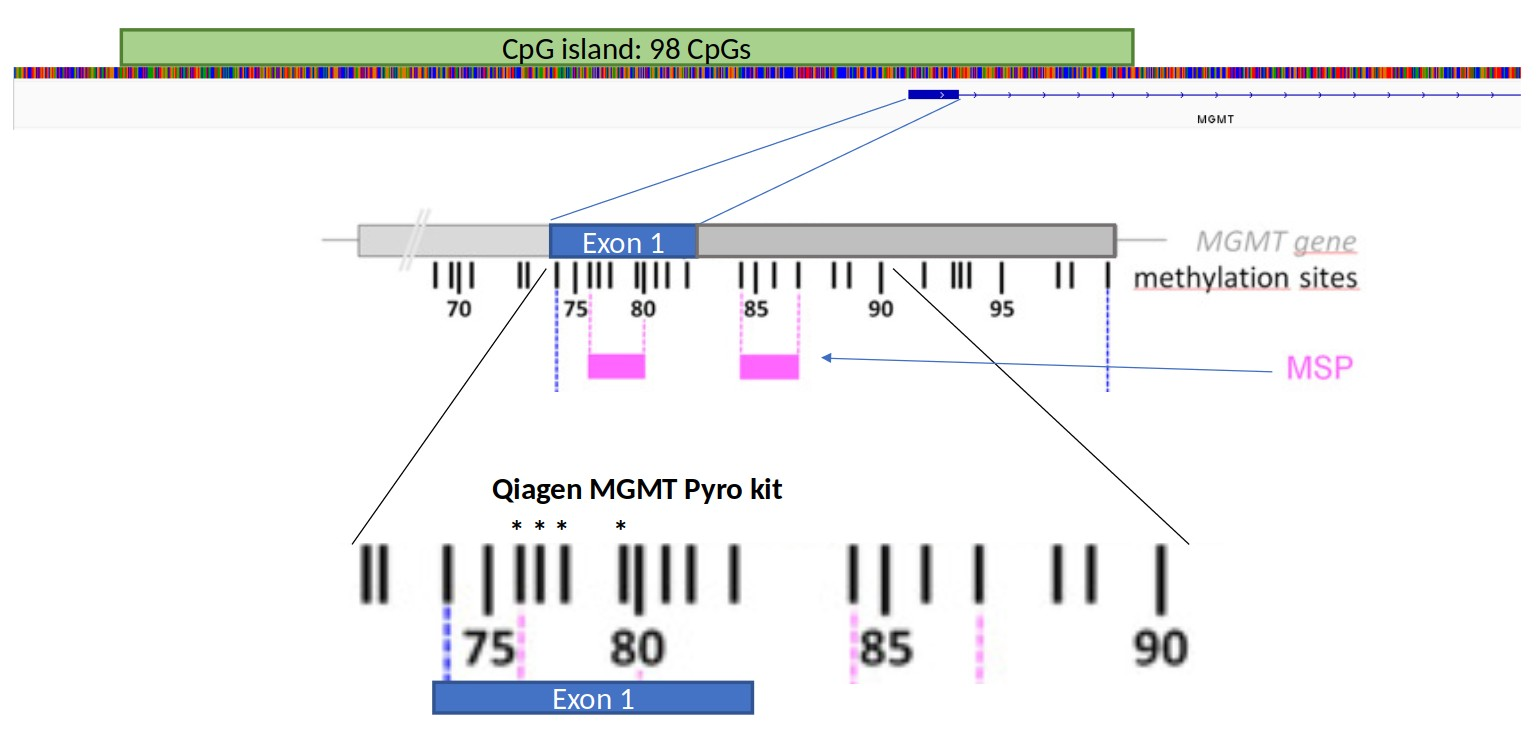 CpG island: 98 CpGs
MGMT
Exon 1
MGMT gene
methylation sites
70 75 80 85 90 95
MSP
Qiagen MGMT Pyro kit
* * * *
75 80 85 90
Exon 1